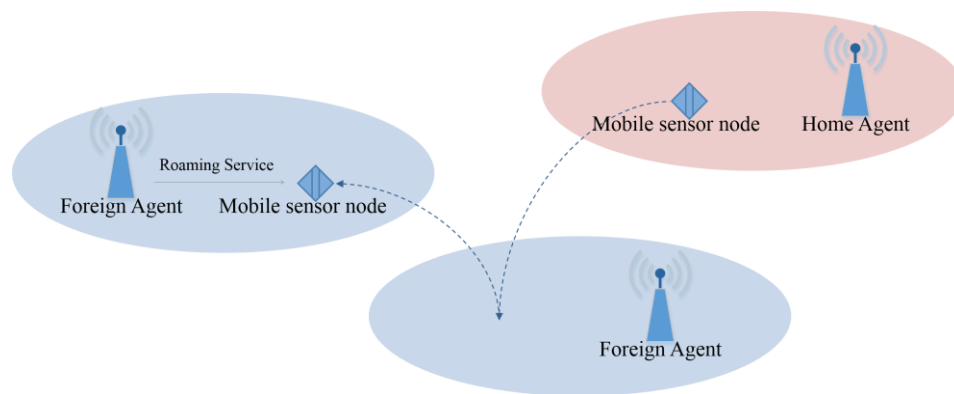 Mobile sensor node
Home Agent
Roaming Service
Foreign Agent
Mobile sensor node
Foreign Agent